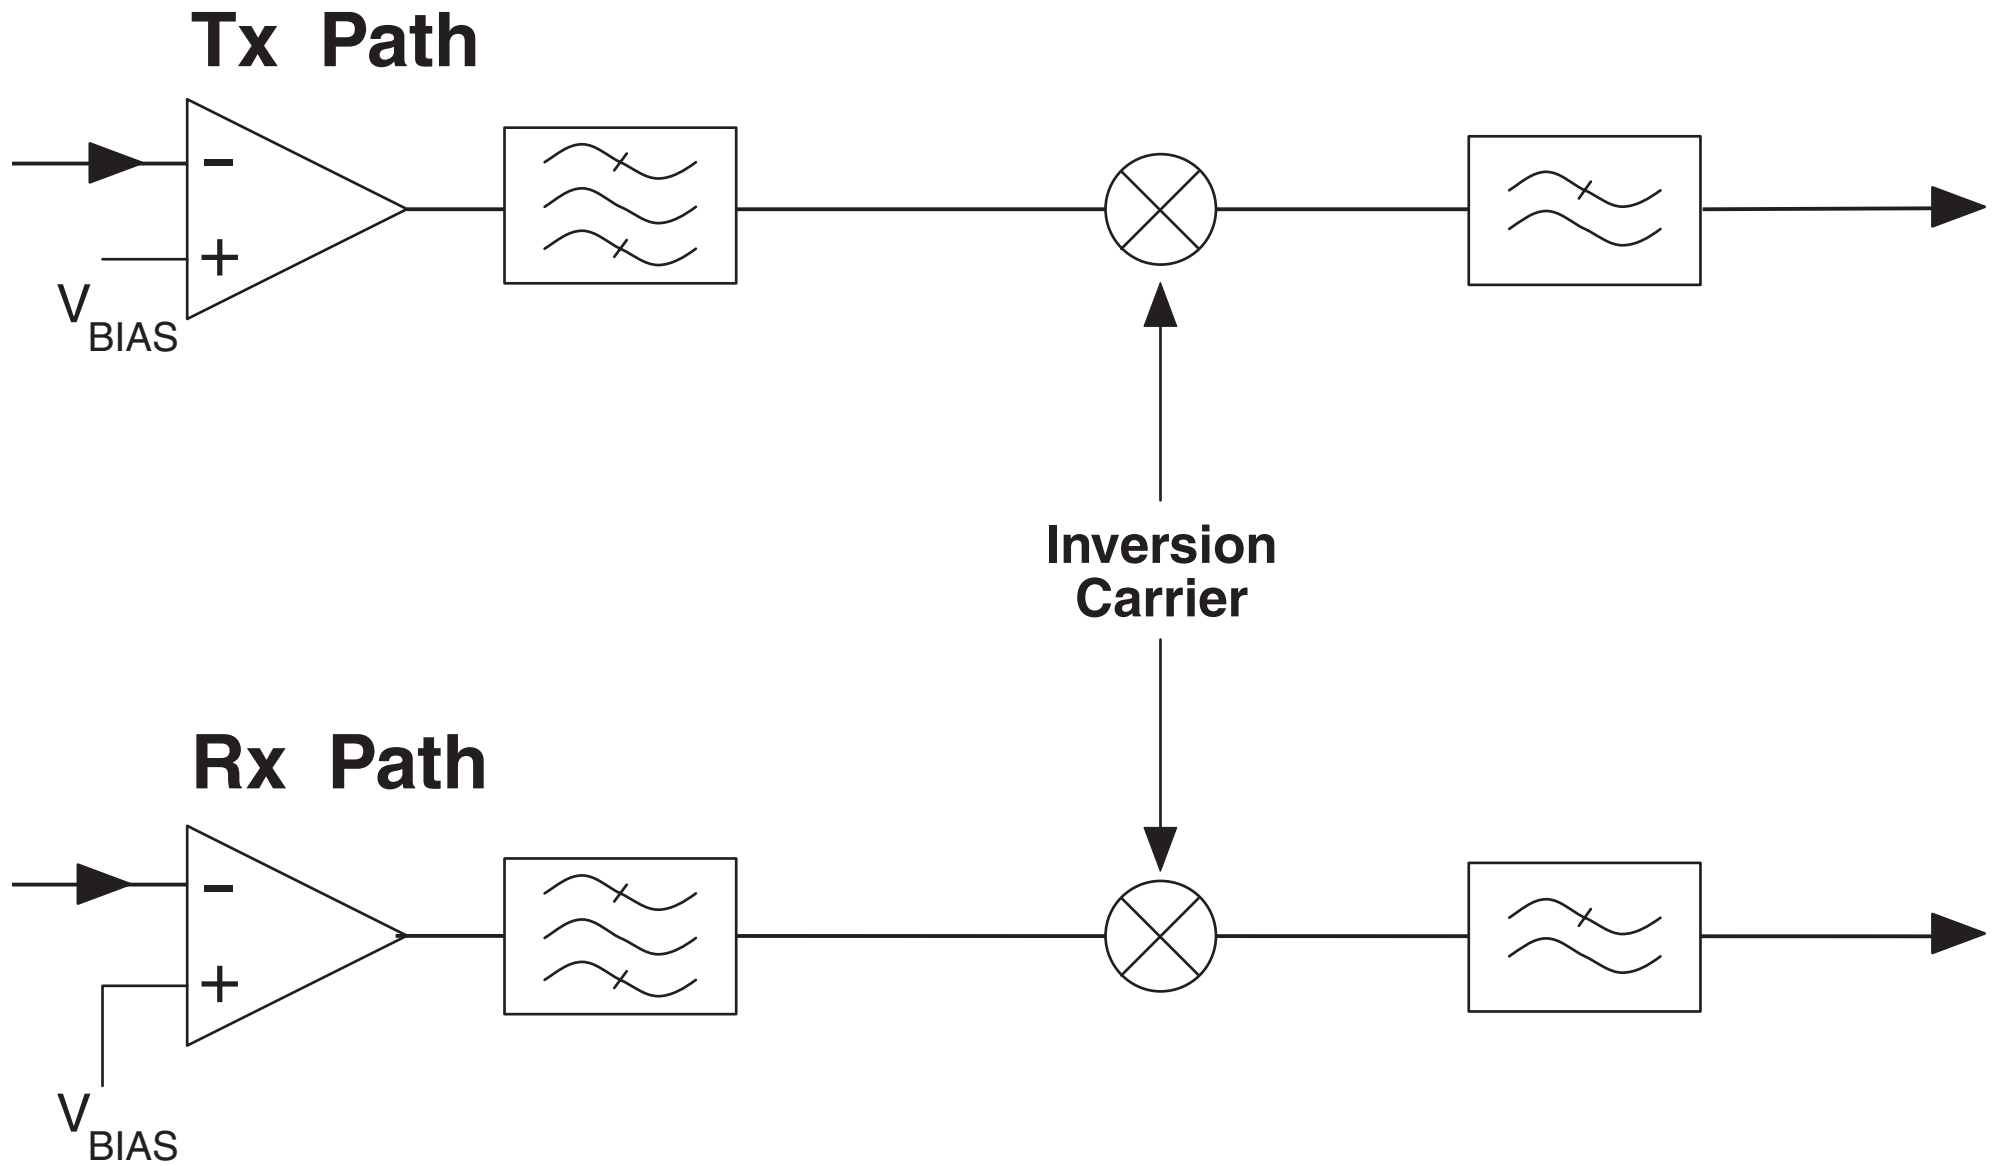 Tx Path
−
+
VBIAS
Inversion
Carrier
Rx Path
−
+
VBIAS